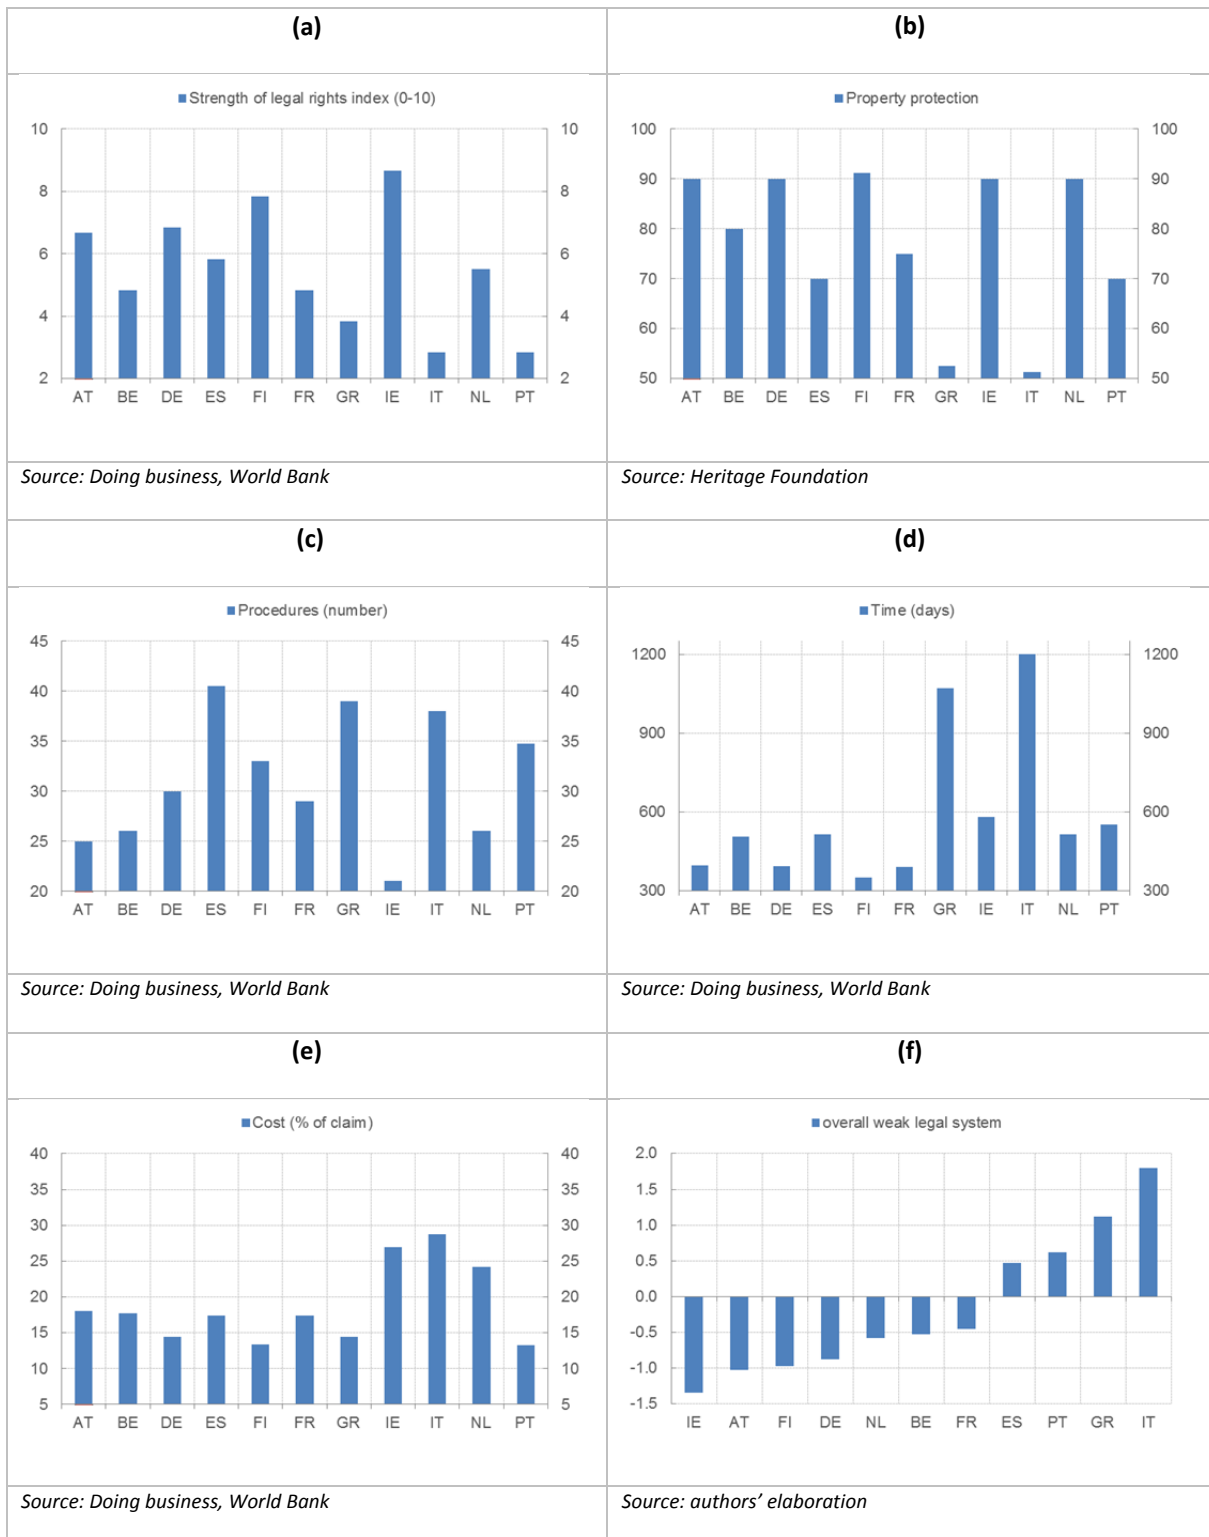 (a)
(b)
Strength of legal rights index (0-10)
10 10
8 8
6 6
4 4
2 2
AT BE DE ES FI FR GR IE IT NL PT
Property protection
100 100
90 90
80 80
70 70
60 60
50 50
AT BE DE ES FI FR GR IE IT NL PT
Source: Doing business, World Bank
Source: Heritage Foundation
(c)
(d)
Procedures (number)
45 45
40 40
35 35
30 30
25 25
20 20
AT BE DE ES FI FR GR IE IT NL PT
Time (days)
1200 1200
900 900
600 600
300 300
AT BE DE ES FI FR GR IE IT NL PT
Source: Doing business, World Bank
Source: Doing business, World Bank
(e)
(f)
Cost (% of claim)
40 40
35 35
30 30
25 25
20 20
15 15
10 10
5 5
AT BE DE ES FI FR GR IE IT NL PT
overall weak legal system
2.0
1.5
1.0
0.5
0.0
-0.5
-1.0
-1.5
IE AT FI DE NL BE FR ES PT GR IT
Source: Doing business, World Bank
Source: authors’ elaboration